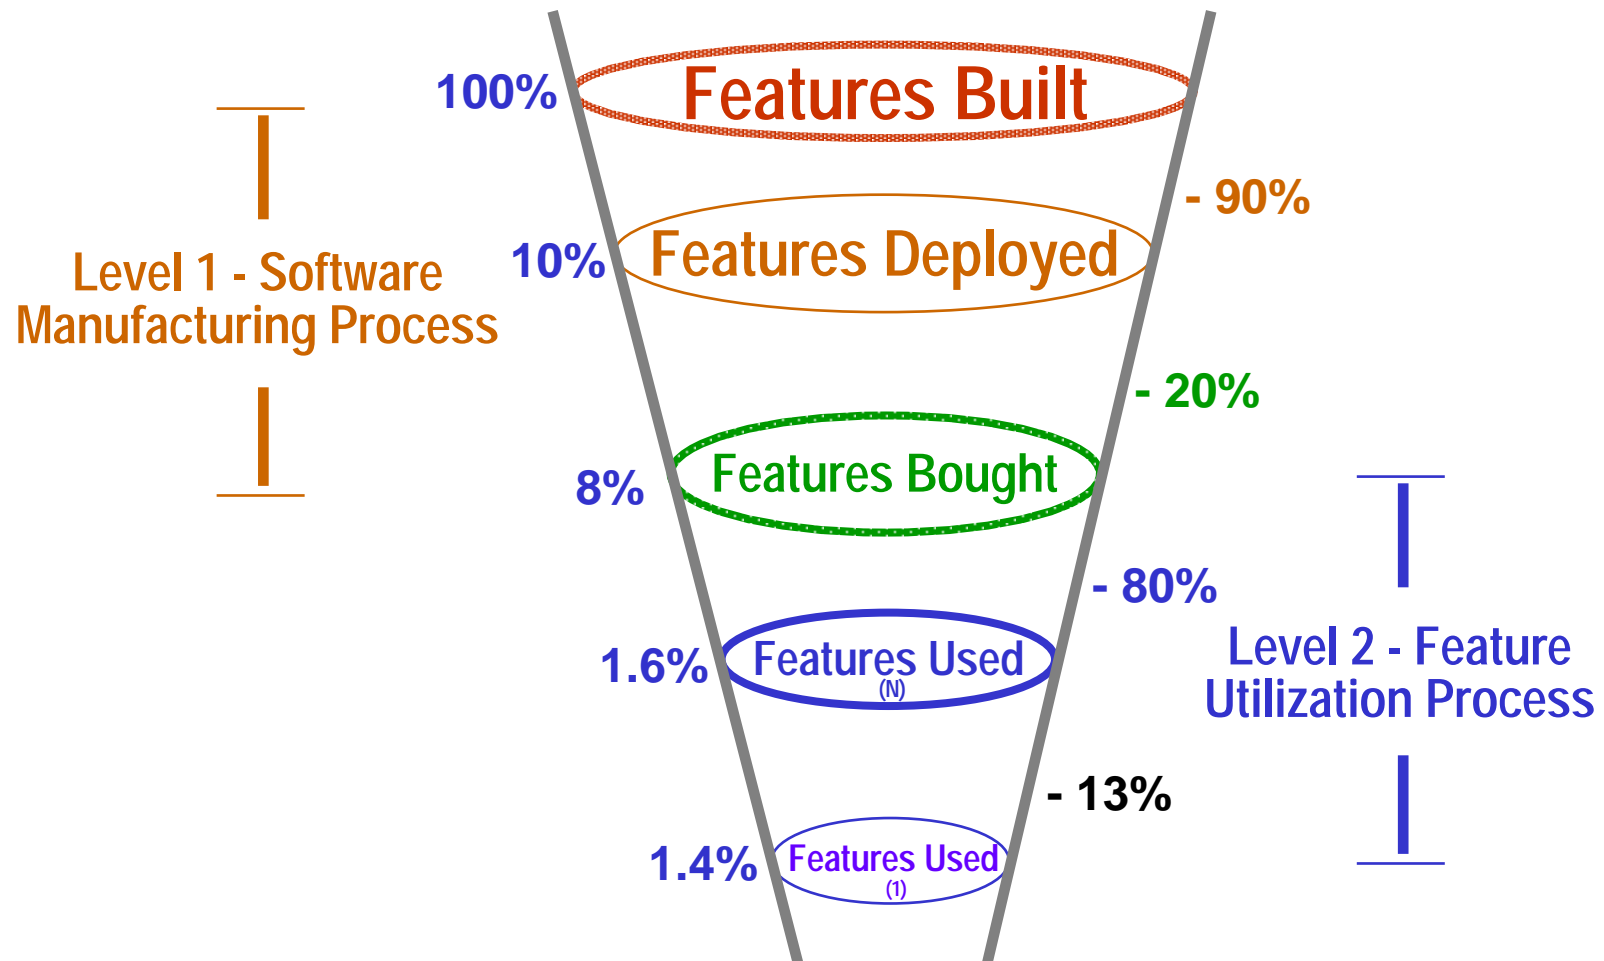 100%
Features Built
- 90%
10%
Features Deployed
Level 1 - Software
Manufacturing Process
- 20%
8%
Features Bought
- 80%
1.6%
Features Used
(N)
Level 2 - Feature
Utilization Process
- 13%
1.4%
Features Used
(1)